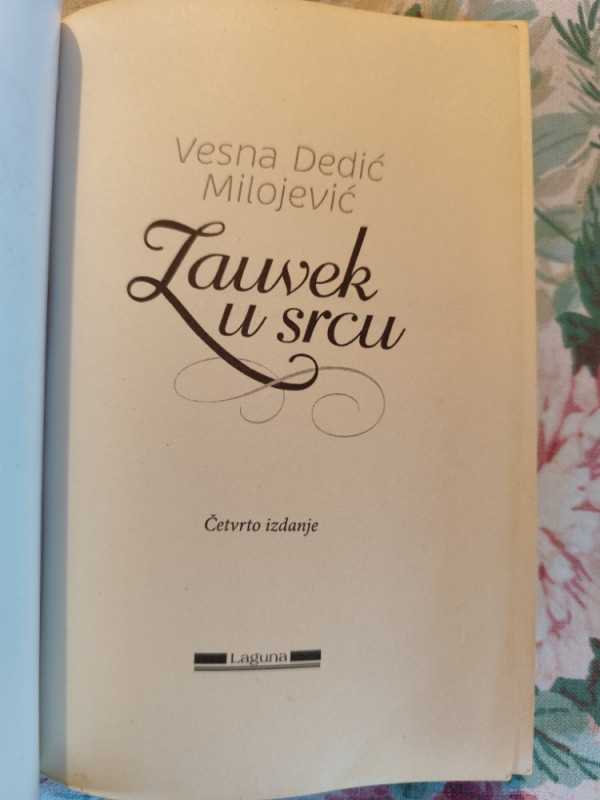 Vesna Dedić
Milojević
Zauvek
u srcu
Četvrto izdanje
Laguna